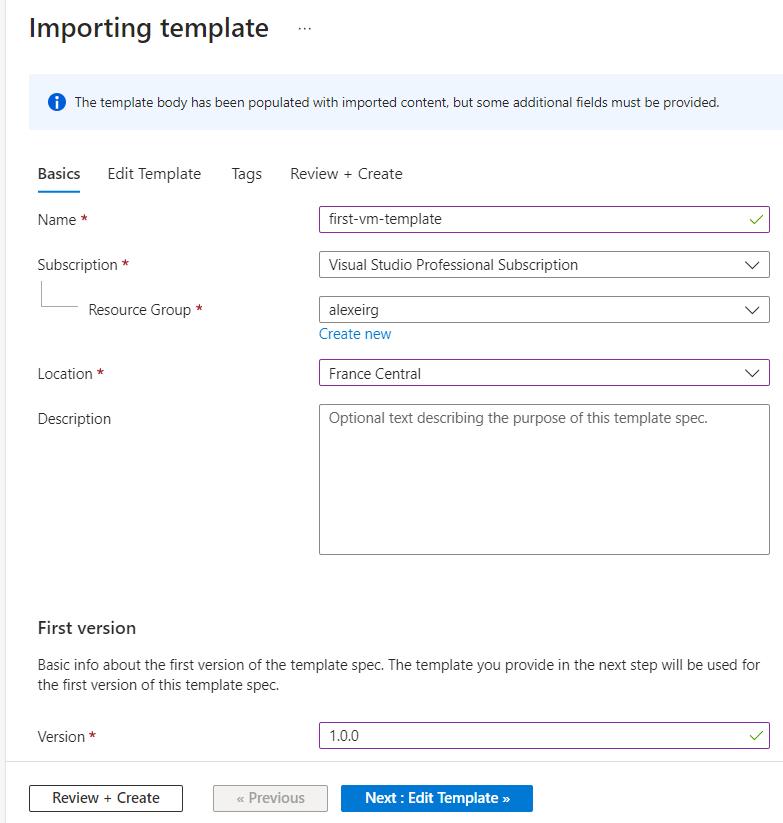 Importing template ...
The template body has been populated with imported content, but some additional fields must be provided.
Basics Edit Template Tags Review + Create
Name * first-vm-template
Subscription * Visual Studio Professional Subscription
Resource Group * alexeirg
Create new
Location * France Central
Description Optional text describing the purpose of this template spec.
First version
Basic info about the first version of the template spec. The template you provide in the next step will be used for
the first version of this template spec.
Version * 1.0.0
Review + Create « Previous Next : Edit Template »